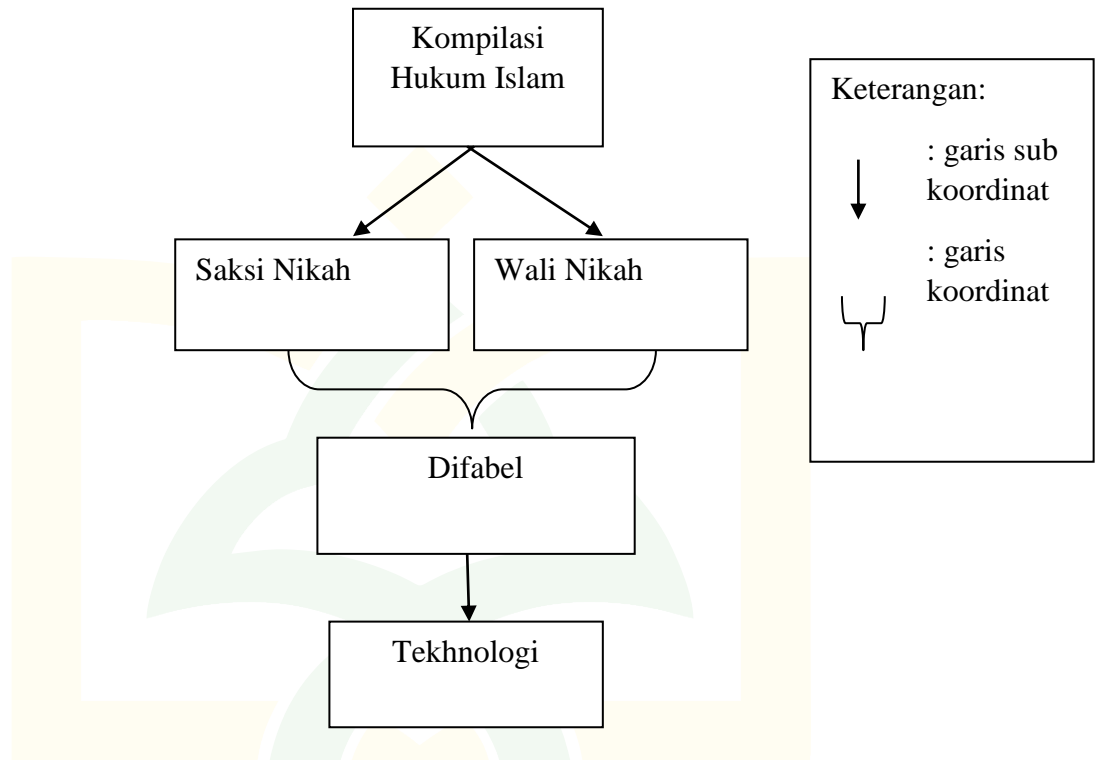 Kompilasi
Hukum Islam
Saksi Nikah
Wali Nikah
Difabel
Tekhnologi
Keterangan:
: garis sub
koordinat
: garis
koordinat